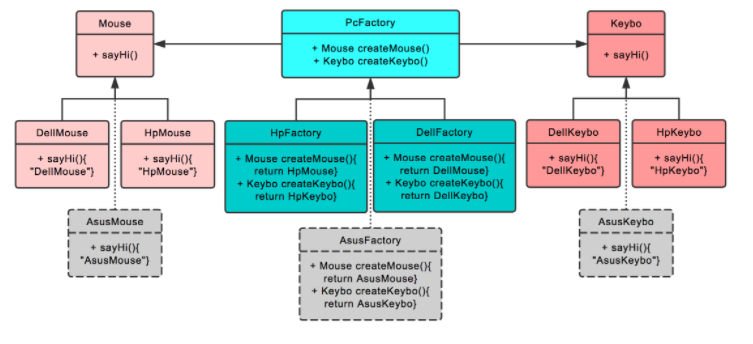 Mouse
+ sayHi()
PcFactory
+ Mouse createMouse()
+ Keybo createKeybo()
Keybo
+ sayHi()
DellMouse
+ sayHi(){
"DellMouse"}
HpMouse
+ sayHi(){
"HpMouse"}
HpFactory
+ Mouse createMouse(){
return HpMouse}
+ Keybo createKeybo(){
return HpKeybo}
DellFactory
+ Mouse createMouse(){
return DellMouse}
+ Keybo createKeybo(){
return DellKeybo}
DellKeybo
+ sayHi(){
"DellKeybo"}
HpKeybo
+ sayHi(){
"HpKeybo"}
AsusMouse
+ sayHi(){
"AsusMouse"}
AsusFactory
+ Mouse createMouse(){
return AsusMouse}
+ Keybo createKeybo(){
return AsusKeybo}
AsusKeybo
+ sayHi(){
"AsusKeybo"}